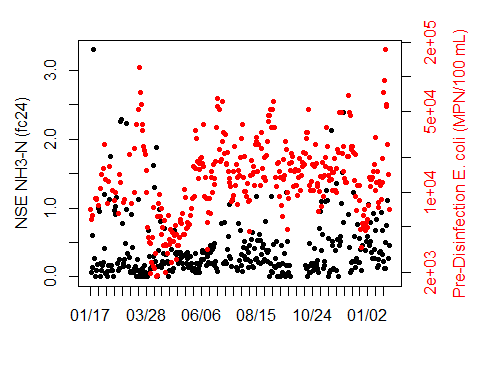 NSE NH3-N (fc24)
0.0 1.0 2.0 3.0
01/17 03/28 06/06 08/15 10/24 01/02
2e+03 1e+04 5e+04 2e+05
Pre-Disinfection E. coli (MPN/100 mL)